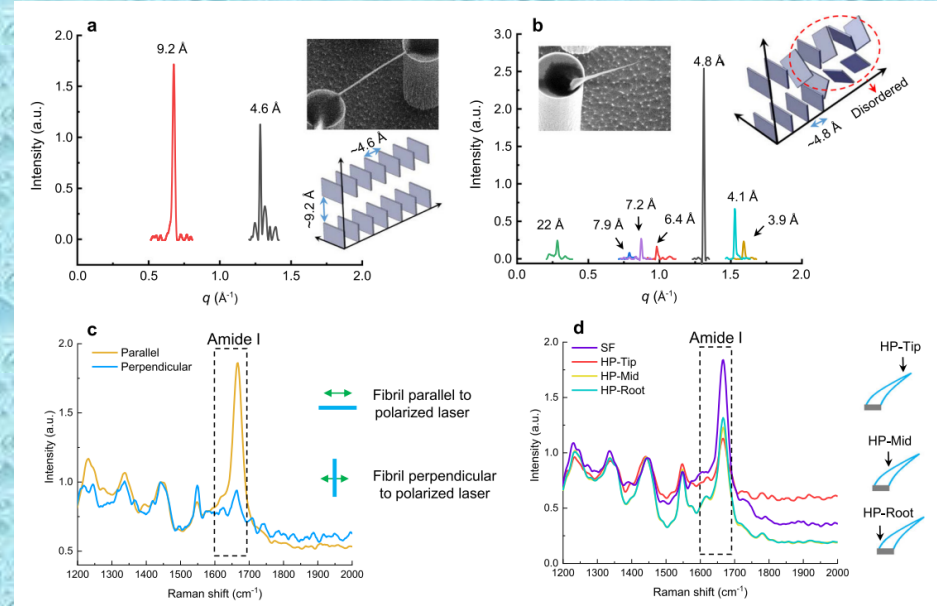 a
9.2 Å
4.6 Å
2.0
1.5
1.0
0.5
0.0
Intensity (a.u.)
0.0 0.5 1.0 1.5 2.0
q (Å⁻¹)
~4.6 Å
~9.2 Å
b
4.8 Å
22 Å
7.9 Å
7.2 Å
6.4 Å
4.1 Å
3.9 Å
3.0
2.5
2.0
1.5
1.0
0.5
0.0
Intensity (a.u.)
0.0 0.5 1.0 1.5 2.0
q (Å⁻¹)
Disordered
~4.8 Å
c
Amide I
Parallel
Perpendicular
2.0
1.5
1.0
0.5
Intensity (a.u.)
1200 1300 1400 1500 1600 1700 1800 1900 2000
Raman shift (cm⁻¹)
Fibril parallel to
polarized laser
Fibril perpendicular
to polarized laser
d
Amide I
SF
HP-Tip
HP-Mid
HP-Root
2.0
1.5
1.0
0.5
0.0
Intensity (a.u.)
1200 1300 1400 1500 1600 1700 1800 1900 2000
Raman shift (cm⁻¹)
HP-Tip
HP-Mid
HP-Root